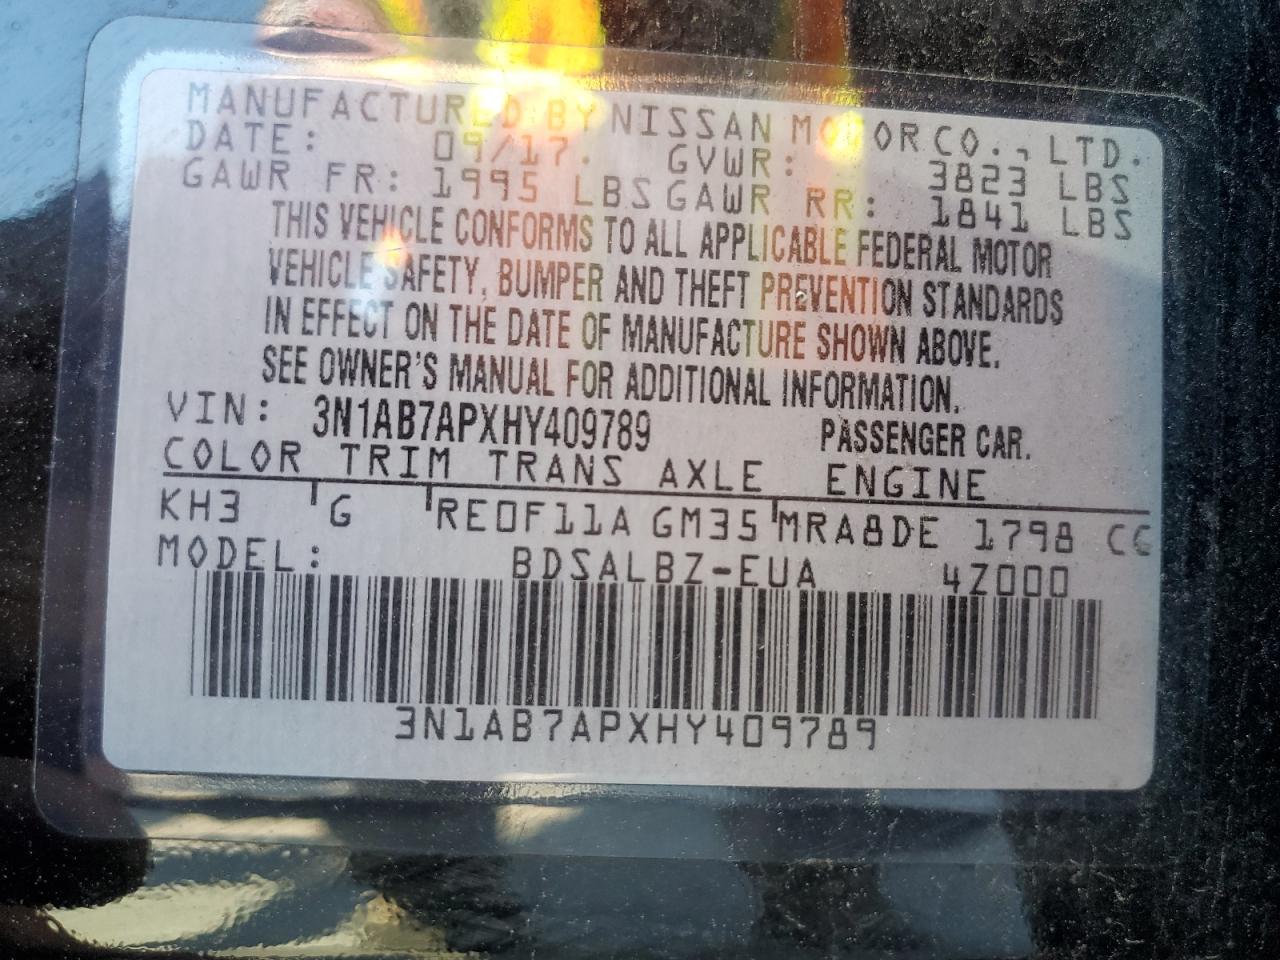 MANUFACTURED BY NISSAN MOTOR CO., LTD.
DATE: 09/17. GVWR: 3823 LBS
GAWR FR: 1995 LBS GAWR RR: 1841 LBS
THIS VEHICLE CONFORMS TO ALL APPLICABLE FEDERAL MOTOR
VEHICLE SAFETY, BUMPER AND THEFT PREVENTION STANDARDS
IN EFFECT ON THE DATE OF MANUFACTURE SHOWN ABOVE.
SEE OWNER'S MANUAL FOR ADDITIONAL INFORMATION.
VIN: 3N1AB7APXHY409789 PASSENGER CAR.
COLOR TRIM TRANS AXLE ENGINE
KH3 G RE0F11A GM35 MRA8DE 1798 CC
MODEL: BDSALBZ-EUA 4Z000
3N1AB7APXHY409789